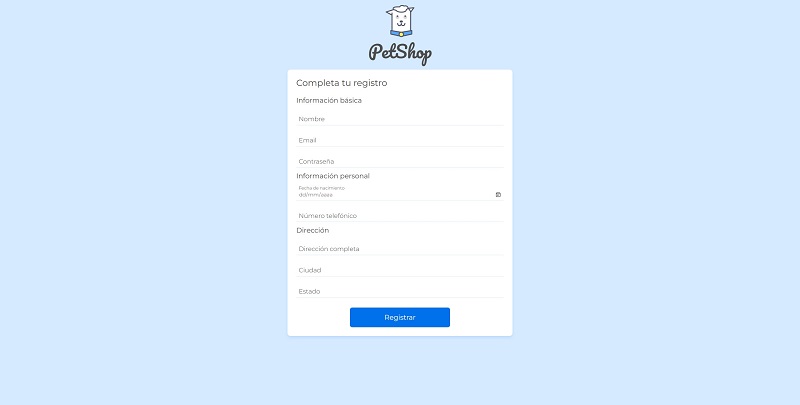 PetShop
Completa tu registro
Información básica
Nombre
Email
Contraseña
Información personal
Fecha de nacimiento
dd/mm/aaaa
Número telefónico
Dirección
Dirección completa
Ciudad
Estado
Registrar